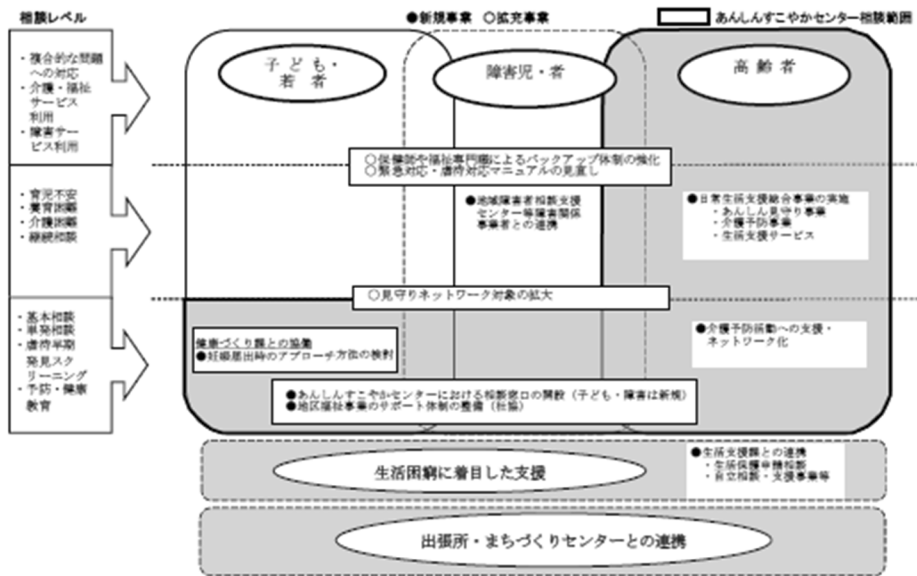 相談レベル
●新規事業 ○拡充事業
あんしんすこやかセンター相談範囲
・複合的な問題
への対応
・介護・福祉
サービス
利用
・障害サー
ビス利用
子ども・
若者
障害児・者
高齢者
○保健師や福祉専門職によるバックアップ体制の強化
○緊急対応・虐待対応マニュアルの見直し
・育児不安
・養育困難
・介護困難
・継続相談
●地域障害者相談支援
センター等障害関係
事業者との連携
●日常生活支援総合事業の実施
・あんしん見守り事業
・介護予防事業
・生活支援サービス
○見守りネットワーク対象の拡大
・基本相談
・単発相談
・虐待早期
発見スク
リーニング
・予防・健康
教育
健康づくり課との協働
●妊娠届出時のアプローチ方法の検討
●介護予防活動への支援・
ネットワーク化
●あんしんすこやかセンターにおける相談窓口の開設（子ども・障害は新規）
●地区福祉事業のサポート体制の整備（社協）
生活困窮に着目した支援
●生活支援課との連携
・生活保護申請相談
・自立相談・支援事業等
出張所・まちづくりセンターとの連携